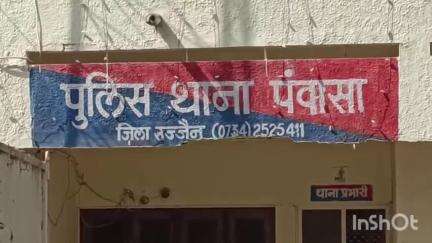 पुलिस थाना पंवासा
ज़िला उज्जैन (0734) 2525411
थाना प्रभारी
InShOt